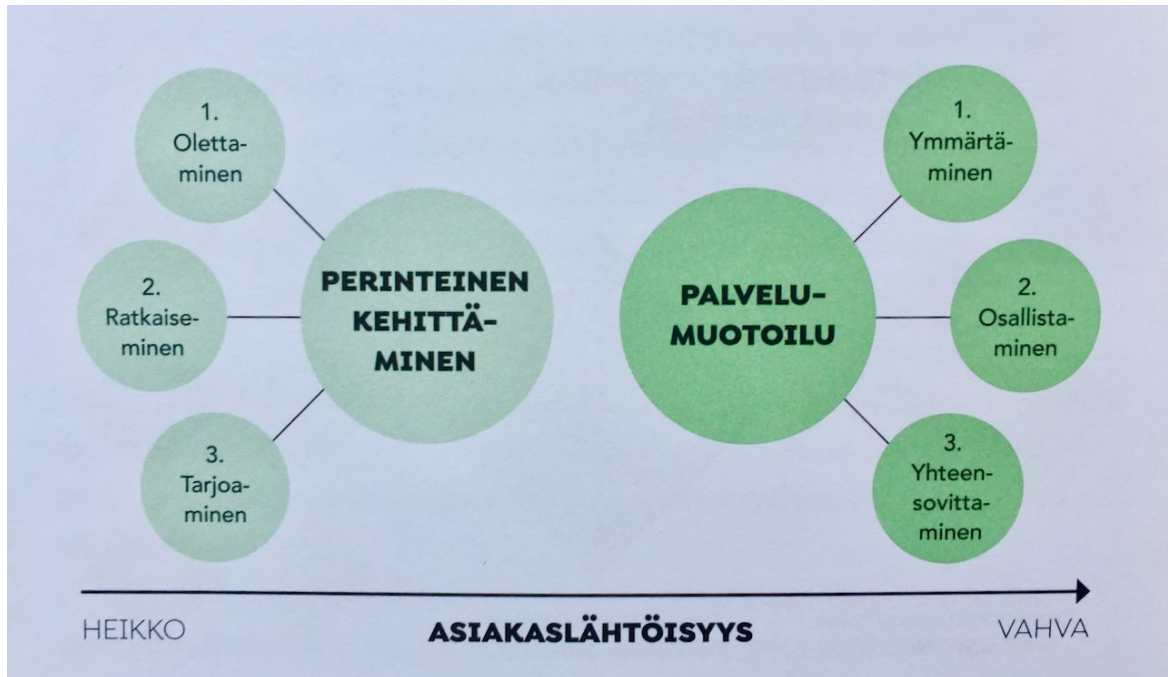 1.
Oletta-
minen
2.
Ratkaise-
minen
3.
Tarjoa-
minen
PERINTEINEN
KEHITTÄ-
MINEN
PALVELU-
MUOTOILU
1.
Ymmärtä-
minen
2.
Osallista-
minen
3.
Yhteen-
sovitta-
minen
HEIKKO
ASIAKASLÄHTÖISYYS
VAHVA